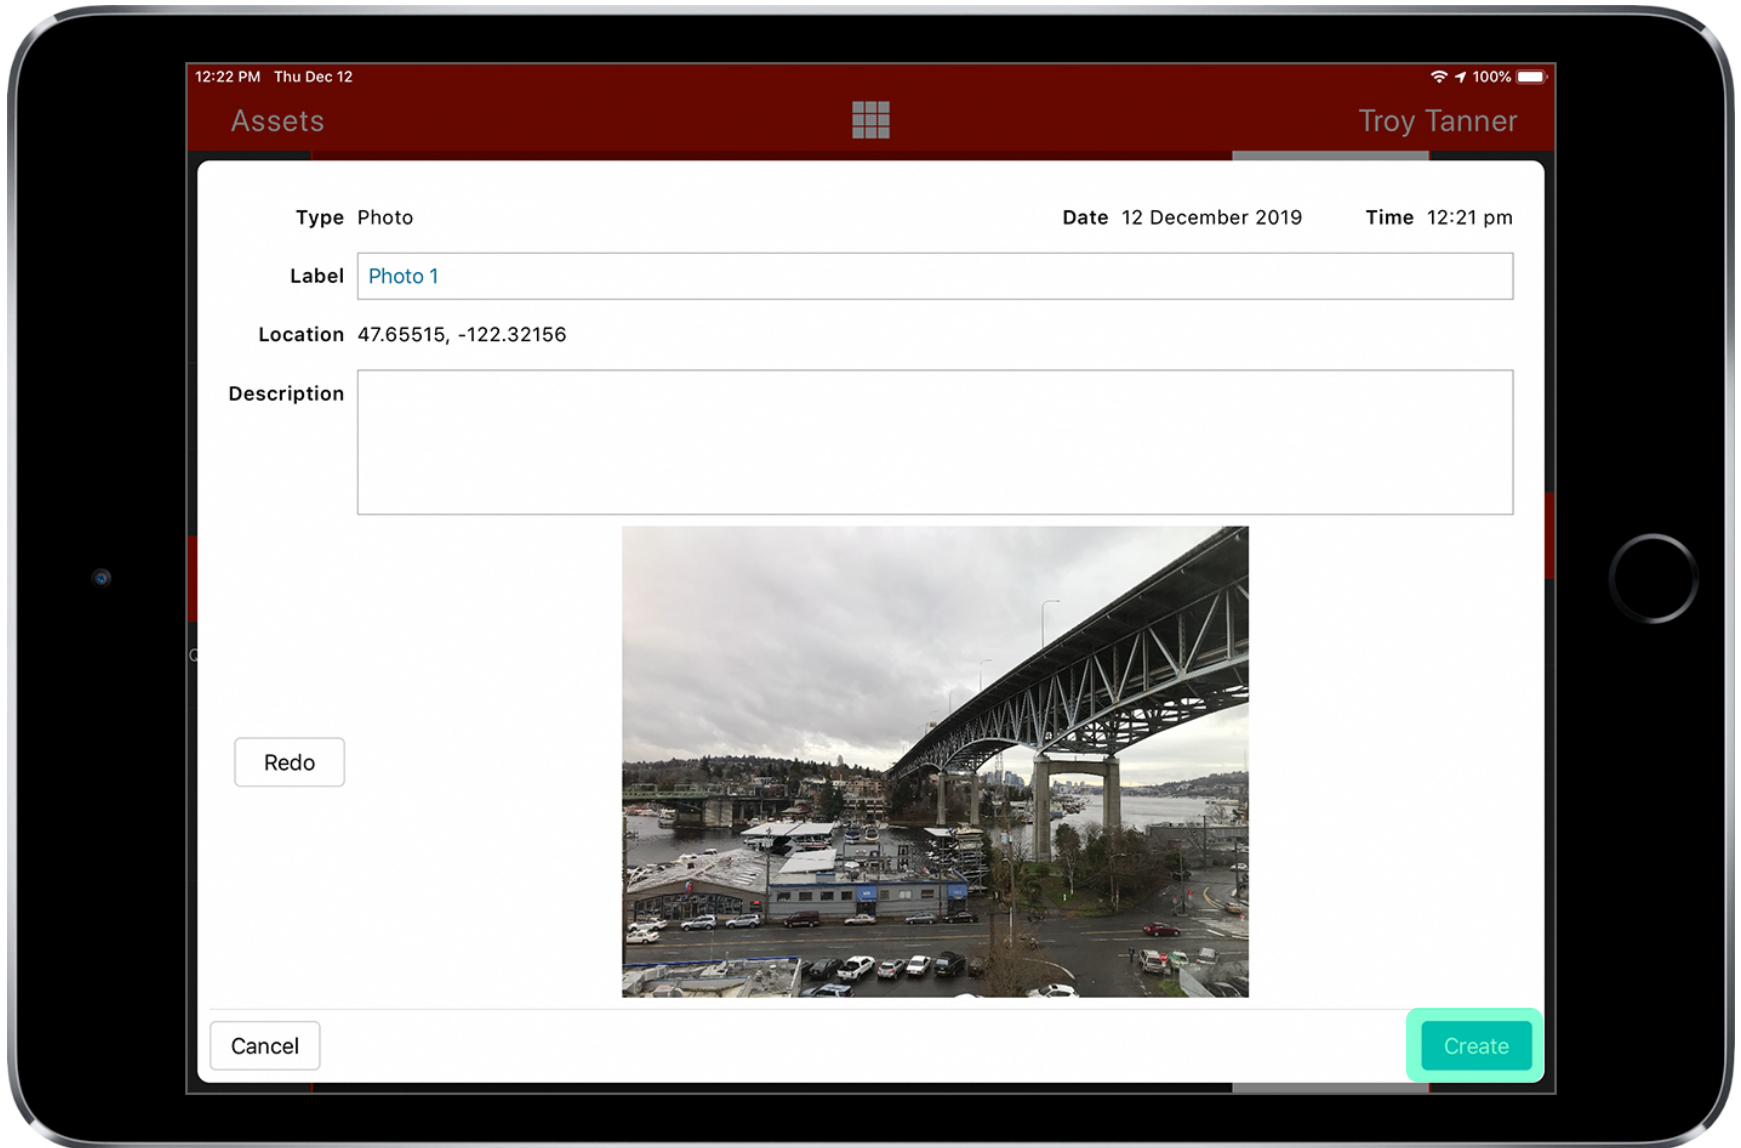 12:22 PM Thu Dec 12 100%
Assets Troy Tanner
Type Photo Date 12 December 2019 Time 12:21 pm
Label Photo 1
Location 47.65515, -122.32156
Description
Redo
Cancel Create